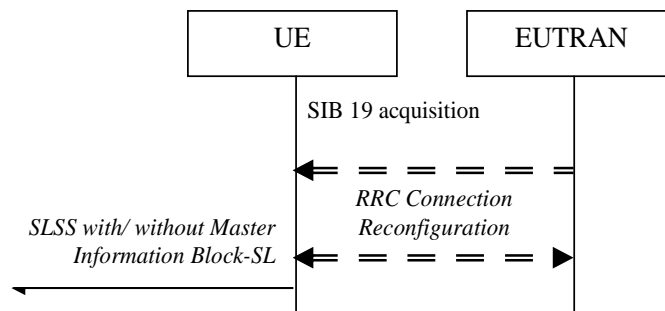 UE
EUTRAN
SIB 19 acquisition
RRC Connection
Reconfiguration
SLSS with/ without Master
Information Block-SL